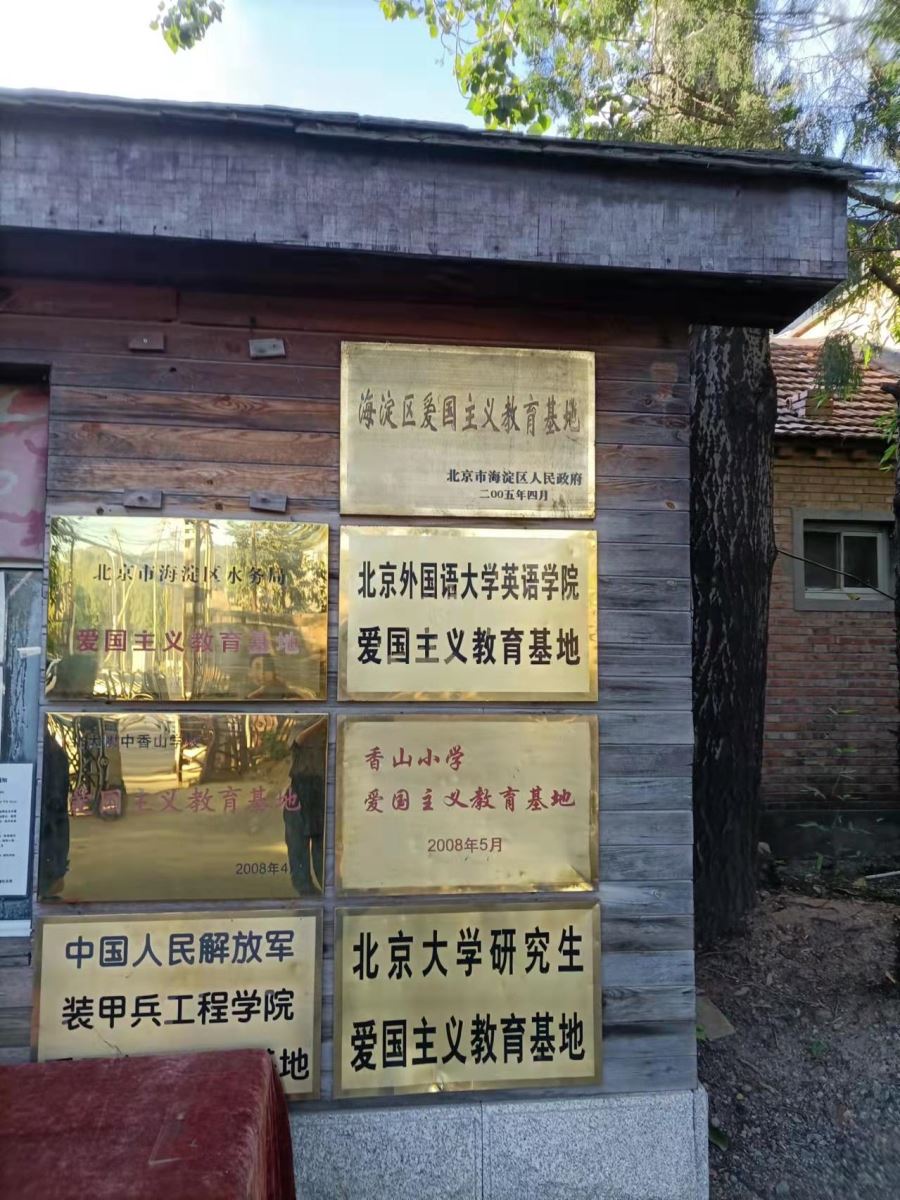 海淀区爱国主义教育基地
北京市海淀区人民政府
二00五年四月
北京市海淀区水务局
爱国主义教育基地
北京外国语大学英语学院
爱国主义教育基地
中香山学
爱国主义教育基地
2008年4
香山小学
爱国主义教育基地
2008年5月
中国人民解放军
装甲兵工程学院
地
北京大学研究生
爱国主义教育基地